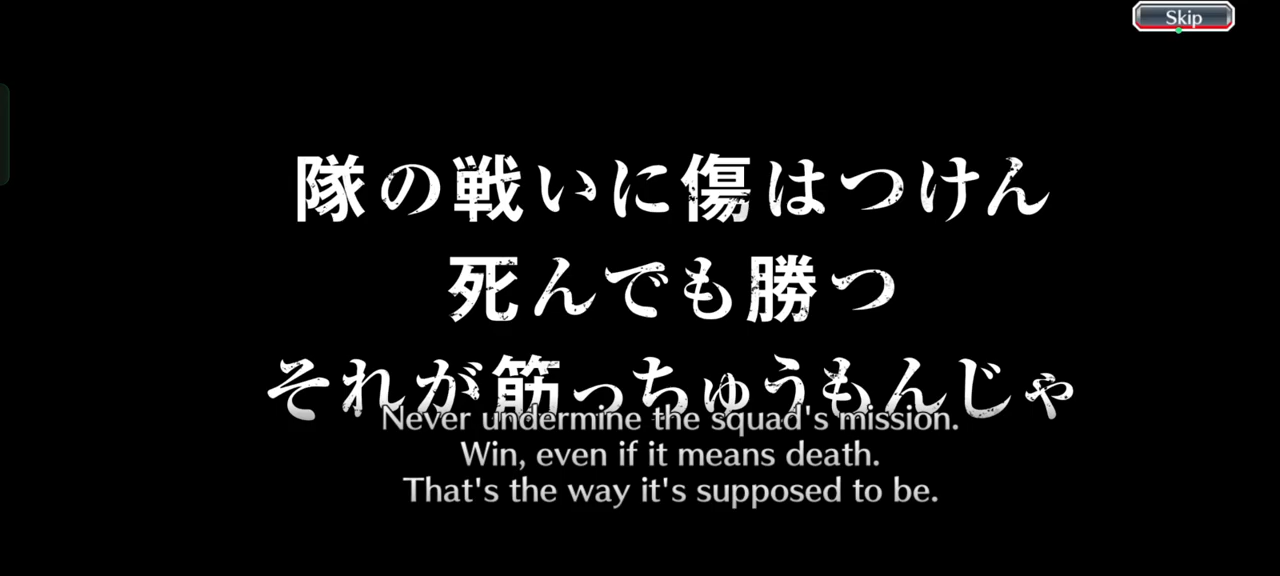 Skip
隊の戦いに傷はつけん
死んでも勝つ
それが筋っちゅうもんじゃ
Never undermine the squad's mission.
Win, even if it means death.
That's the way it's supposed to be.